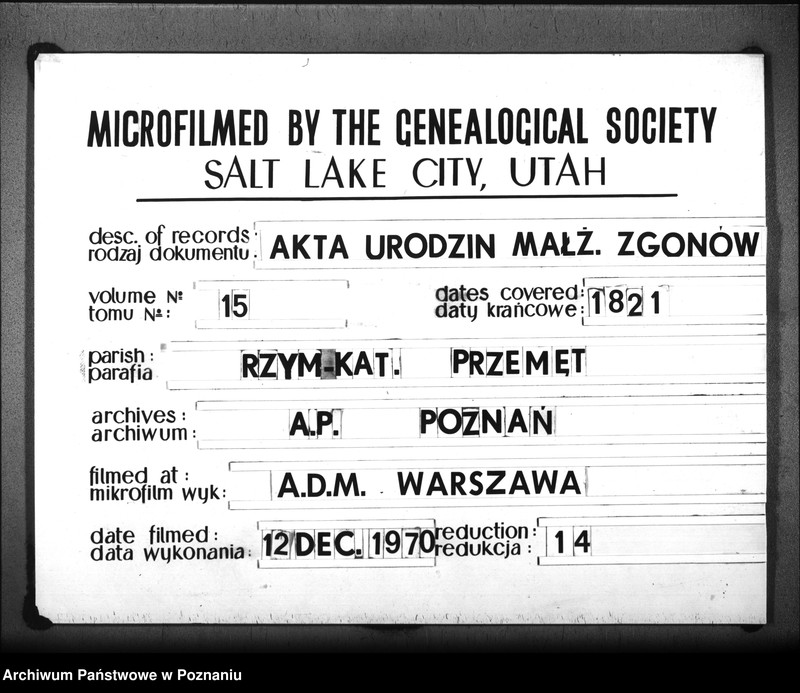 MICROFILMED BY THE GENEALOGICAL SOCIETY
SALT LAKE CITY, UTAH
desc. of records:
rodzaj dokumentu: AKTA URODZIN MAŁŻ. ZGONÓW
volume №
tomu №: 15
dates covered:
daty krańcowe: 1821
parish:
parafia RZYM-KAT. PRZEMĘT
archives:
archiwum: A.P. POZNAŃ
filmed at:
mikrofilm wyk: A.D.M. WARSZAWA
date filmed:
data wykonania: 12 DEC. 1970
reduction:
redukcja: 14
Archiwum Państwowe w Poznaniu